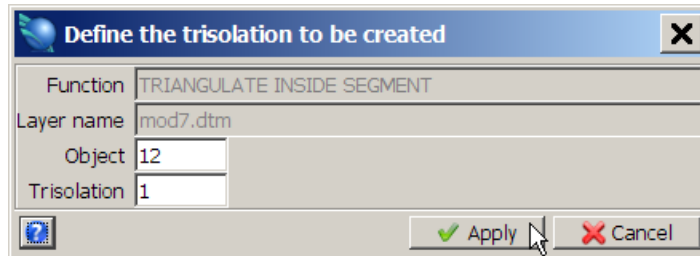 Define the trisolation to be created
Function TRIANGULATE INSIDE SEGMENT
Layer name mod7.dtm
Object 12
Trisolation 1
? Apply Cancel